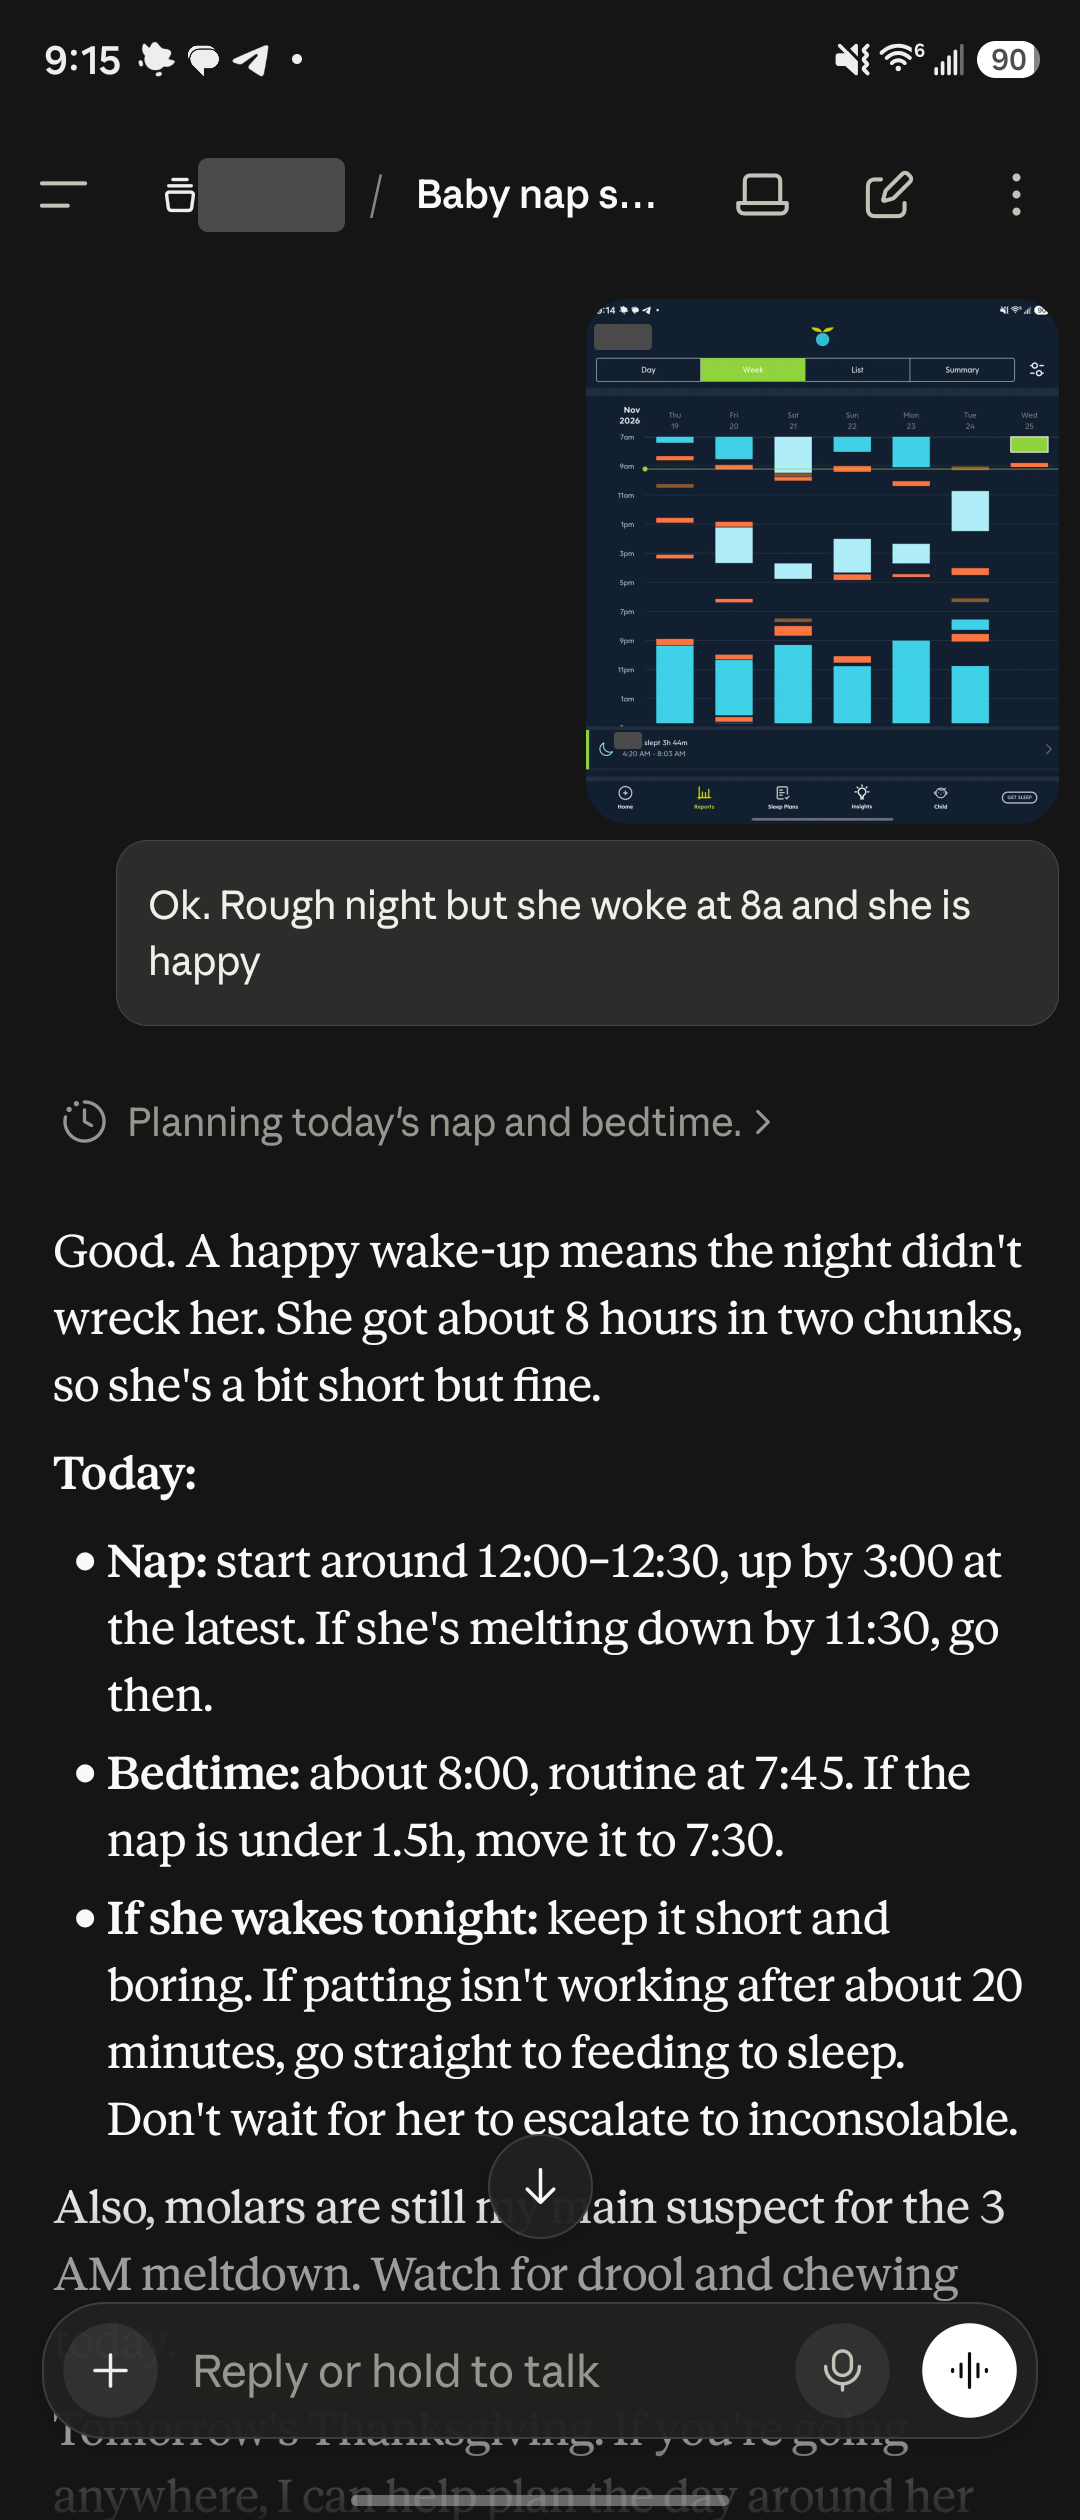 9:15
6
90
/ Baby nap s...
9:14
Day Week List Summary
Nov 2026
Thu 19 Fri 20 Sat 21 Sun 22 Mon 23 Tue 24 Wed 25
7am
9am
11am
1pm
3pm
5pm
7pm
9pm
11pm
1am
slept 3h 44m
4:20 AM - 8:03 AM
Home Reports Sleep Plans Insights Child GET SLEEP
Ok. Rough night but she woke at 8a and she is
happy
Planning today's nap and bedtime.
Good. A happy wake-up means the night didn't
wreck her. She got about 8 hours in two chunks,
so she's a bit short but fine.
Today:
• Nap: start around 12:00–12:30, up by 3:00 at
the latest. If she's melting down by 11:30, go
then.
• Bedtime: about 8:00, routine at 7:45. If the
nap is under 1.5h, move it to 7:30.
• If she wakes tonight: keep it short and
boring. If patting isn't working after about 20
minutes, go straight to feeding to sleep.
Don't wait for her to escalate to inconsolable.
Also, molars are still my main suspect for the 3
AM meltdown. Watch for drool and chewing
today.
Reply or hold to talk
Tomorrow's Thanksgiving. If you're going
anywhere, I can help plan the day around her